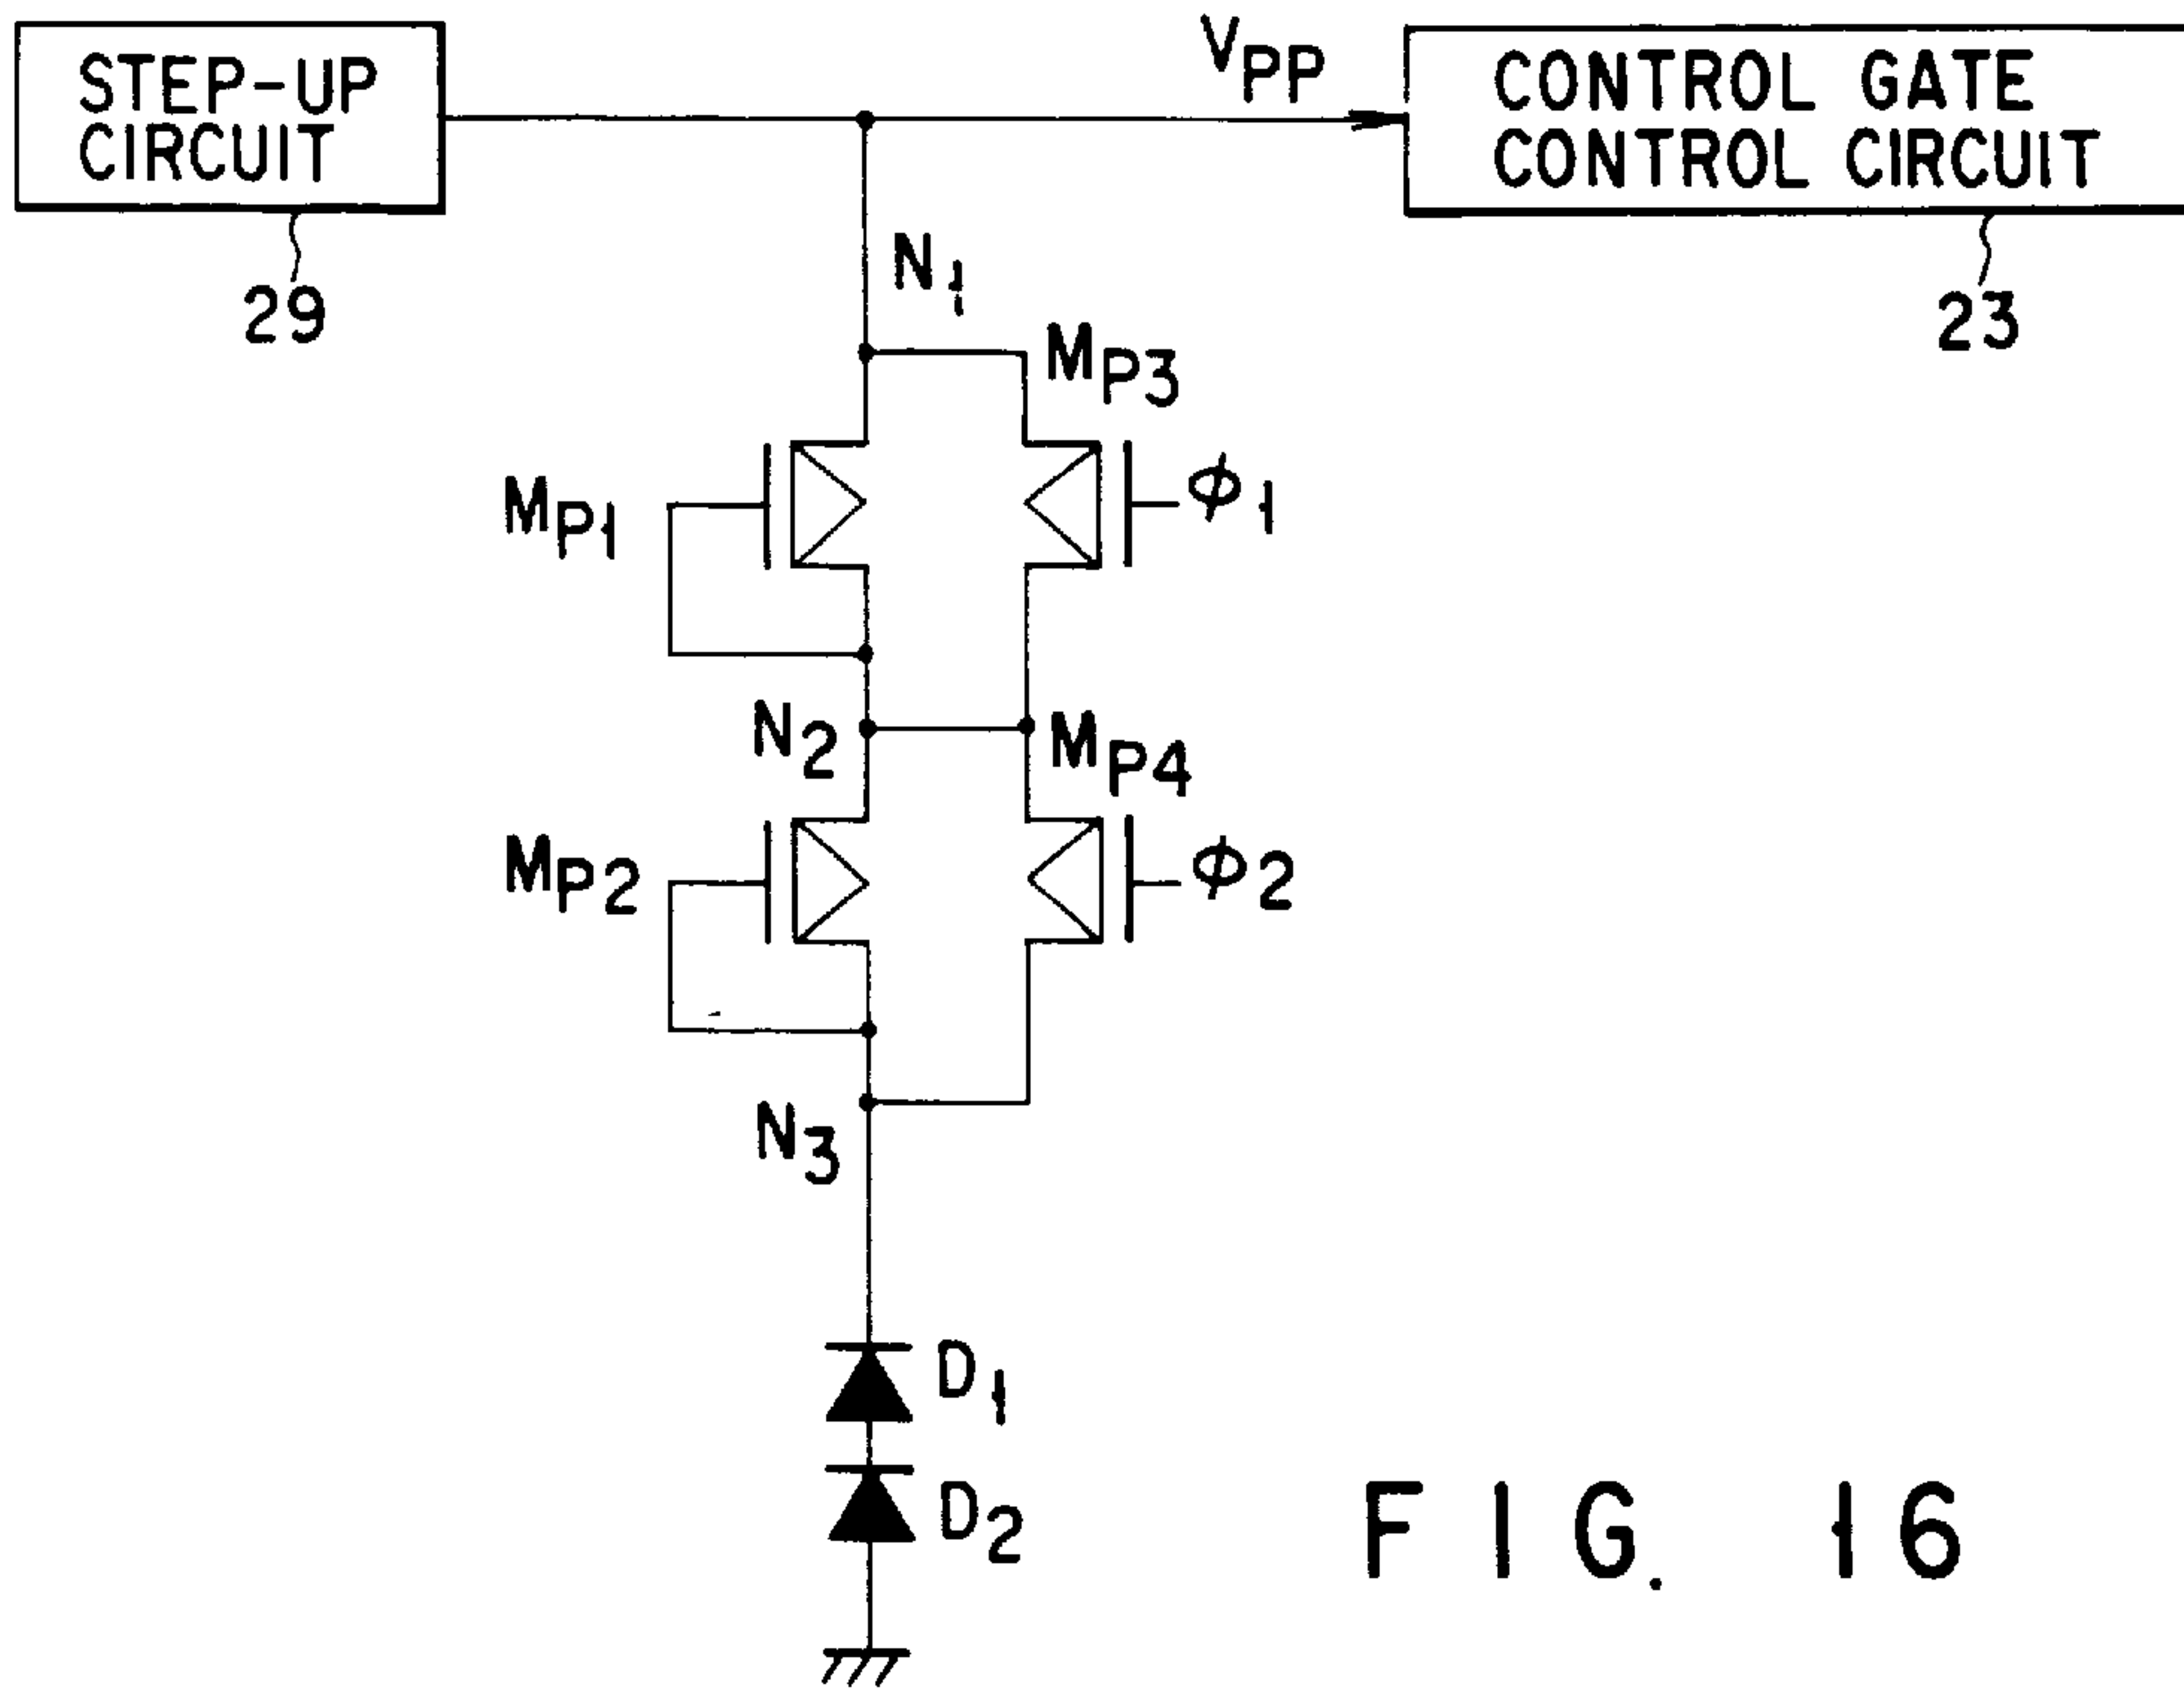 STEP-UP
CIRCUIT
29
VPP
CONTROL GATE
CONTROL CIRCUIT
23
N1
MP3
MP1
ϕ1
N2
MP4
MP2
ϕ2
N3
D1
D2
FIG. 16